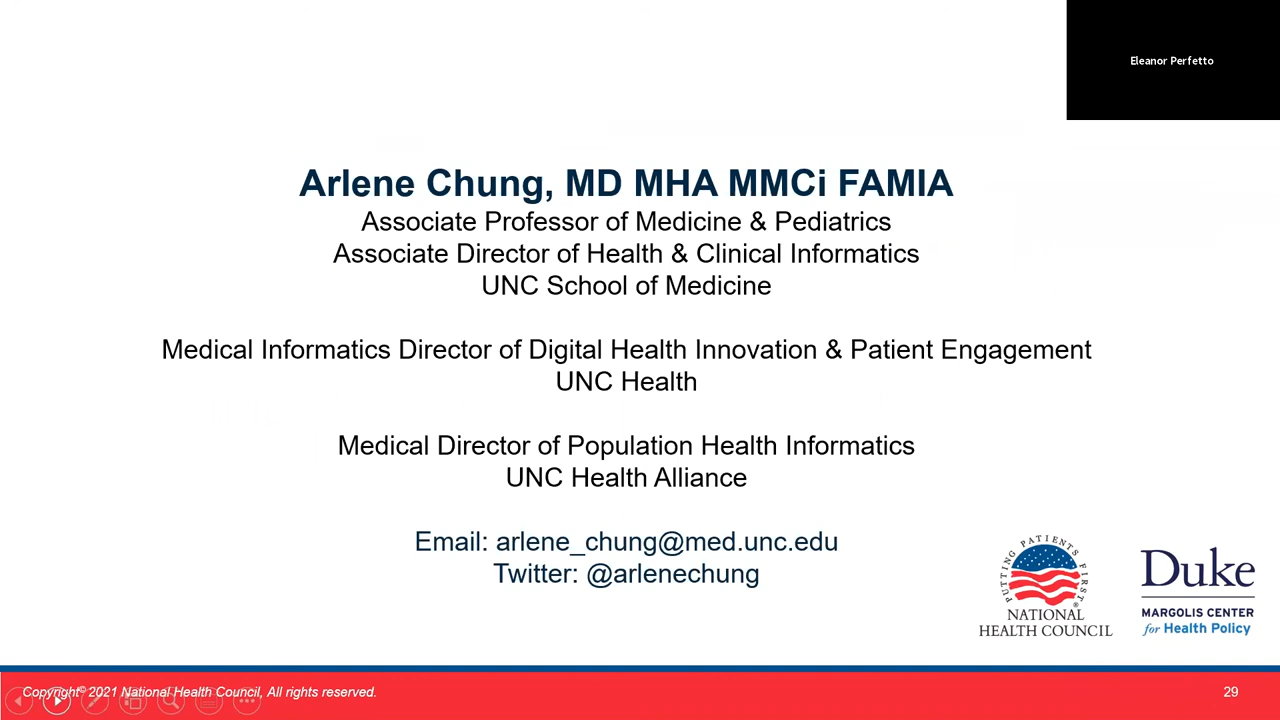 Eleanor Perfetto
Arlene Chung, MD MHA MMCi FAMIA
Associate Professor of Medicine & Pediatrics
Associate Director of Health & Clinical Informatics
UNC School of Medicine
Medical Informatics Director of Digital Health Innovation & Patient Engagement
UNC Health
Medical Director of Population Health Informatics
UNC Health Alliance
Email: arlene_chung@med.unc.edu
Twitter: @arlenechung
PUTTING PATIENTS FIRST®
NATIONAL
HEALTH COUNCIL
Duke
MARGOLIS CENTER
for Health Policy
Copyright© 2021 National Health Council, All rights reserved.
29